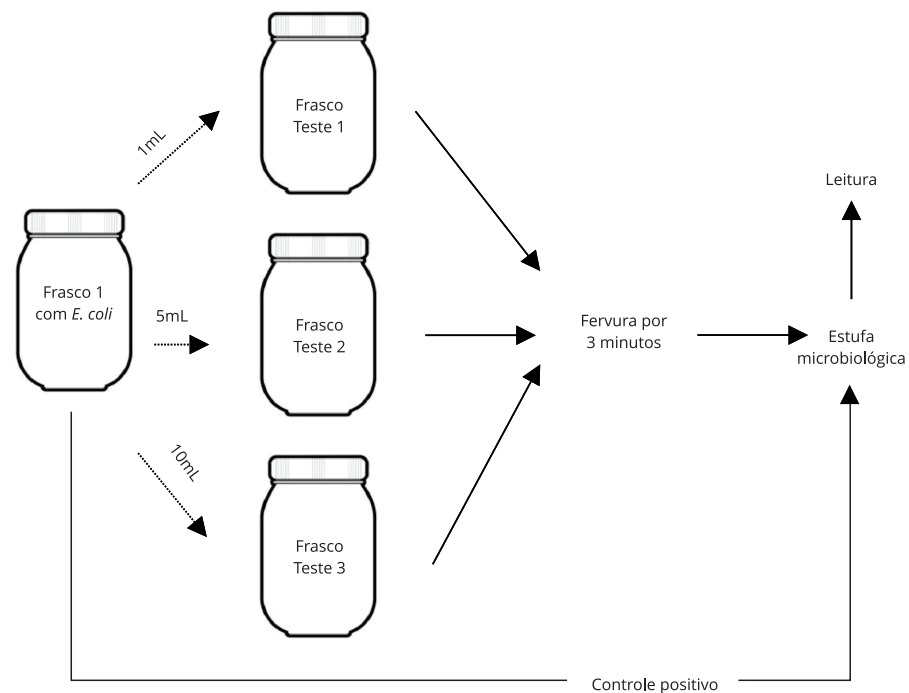 Frasco
Teste 1
1mL
Leitura
Frasco 1
com E. coli
5mL
Frasco
Teste 2
Fervura por
3 minutos
Estufa
microbiológica
10mL
Frasco
Teste 3
Controle positivo